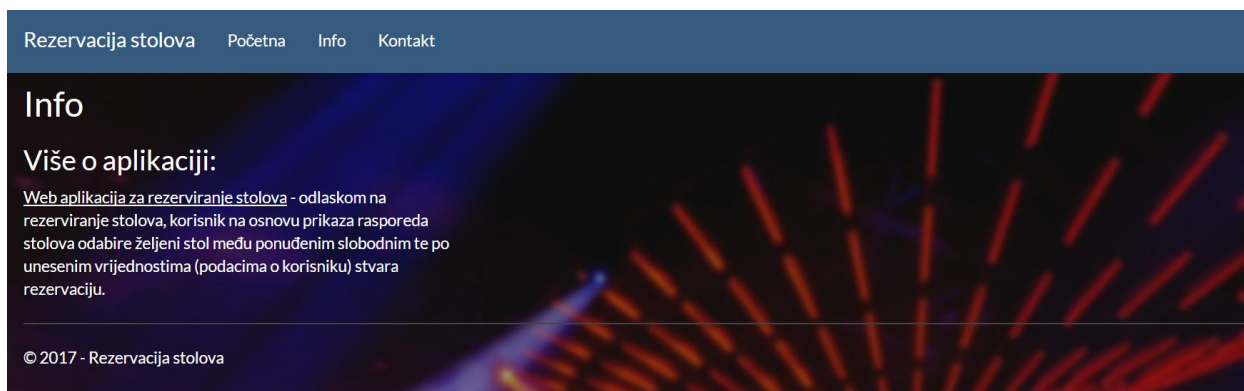 Rezervacija stolova Početna Info Kontakt
Info
Više o aplikaciji:
Web aplikacija za rezerviranje stolova - odlaskom na
rezerviranje stolova, korisnik na osnovu prikaza rasporeda
stolova odabire željeni stol među ponuđenim slobodnim te po
unesenim vrijednostima (podacima o korisniku) stvara
rezervaciju.
© 2017 - Rezervacija stolova